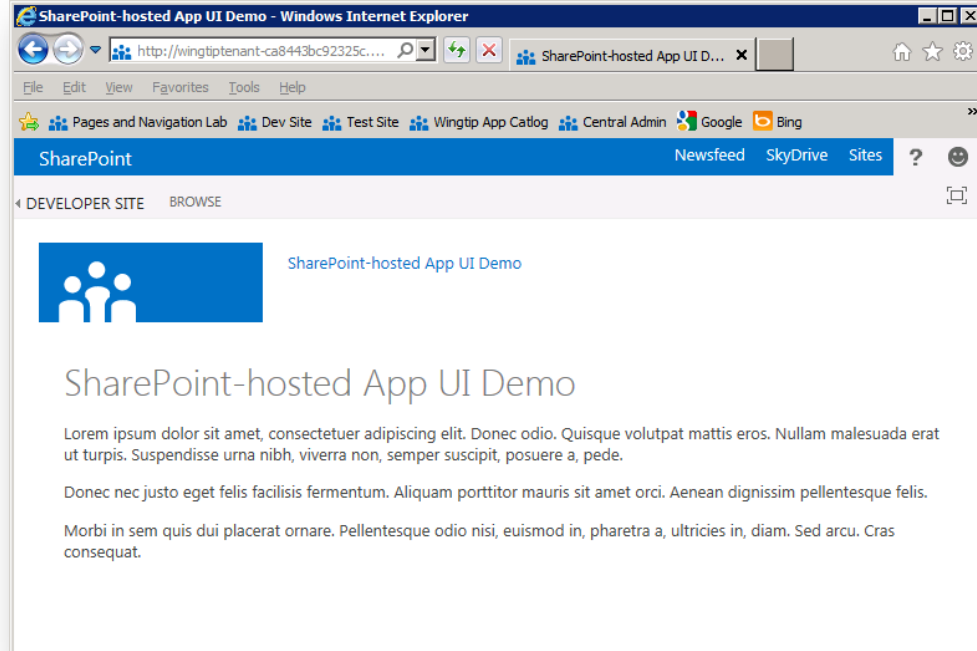 SharePoint-hosted App UI Demo - Windows Internet Explorer
http://wingtiptenant-ca8443bc92325c....
SharePoint-hosted App UI D...
File Edit View Favorites Tools Help
Pages and Navigation Lab Dev Site Test Site Wingtip App Catlog Central Admin Google Bing
SharePoint Newsfeed SkyDrive Sites ?
DEVELOPER SITE BROWSE
SharePoint-hosted App UI Demo
SharePoint-hosted App UI Demo
Lorem ipsum dolor sit amet, consectetuer adipiscing elit. Donec odio. Quisque volutpat mattis eros. Nullam malesuada erat
ut turpis. Suspendisse urna nibh, viverra non, semper suscipit, posuere a, pede.
Donec nec justo eget felis facilisis fermentum. Aliquam porttitor mauris sit amet orci. Aenean dignissim pellentesque felis.
Morbi in sem quis dui placerat ornare. Pellentesque odio nisi, euismod in, pharetra a, ultricies in, diam. Sed arcu. Cras
consequat.